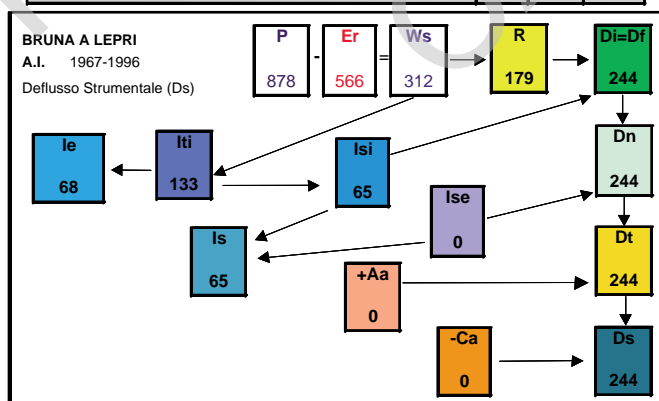 BRUNA A LEPRI
A.I. 1967-1996
Deflusso Strumentale (Ds)
P - Er = Ws R Di=Df
878 566 312 179 244
Ie Iti Isi Dn
68 133 65 244
Is Ise Dt
65 0 244
+Aa
0
-Ca Ds
0 244